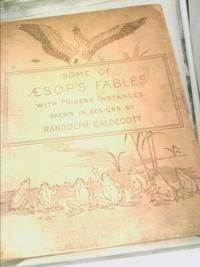 SOME OF
ÆSOP'S FABLES
WITH MODERN INSTANCES
SHEWN IN DESIGNS BY
RANDOLPH CALDECOTT